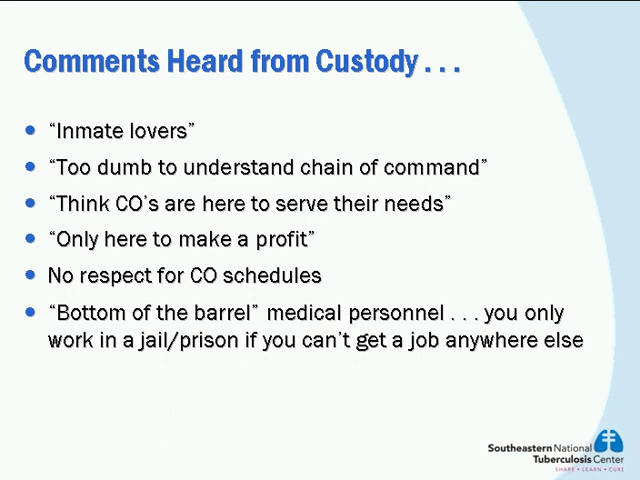 Comments Heard from Custody . . .
“Inmate lovers”
“Too dumb to understand chain of command”
“Think CO’s are here to serve their needs”
“Only here to make a profit”
No respect for CO schedules
“Bottom of the barrel” medical personnel . . . you only
work in a jail/prison if you can’t get a job anywhere else
Southeastern National
Tuberculosis Center
SHARE • LEARN • CURE